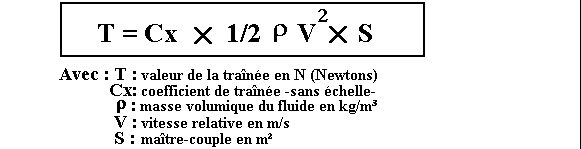 T = Cx × 1/2 ρ V² × S
Avec : T : valeur de la traînée en N (Newtons)
Cx: coefficient de traînée -sans échelle-
ρ : masse volumique du fluide en kg/m³
V : vitesse relative en m/s
S : maître-couple en m²